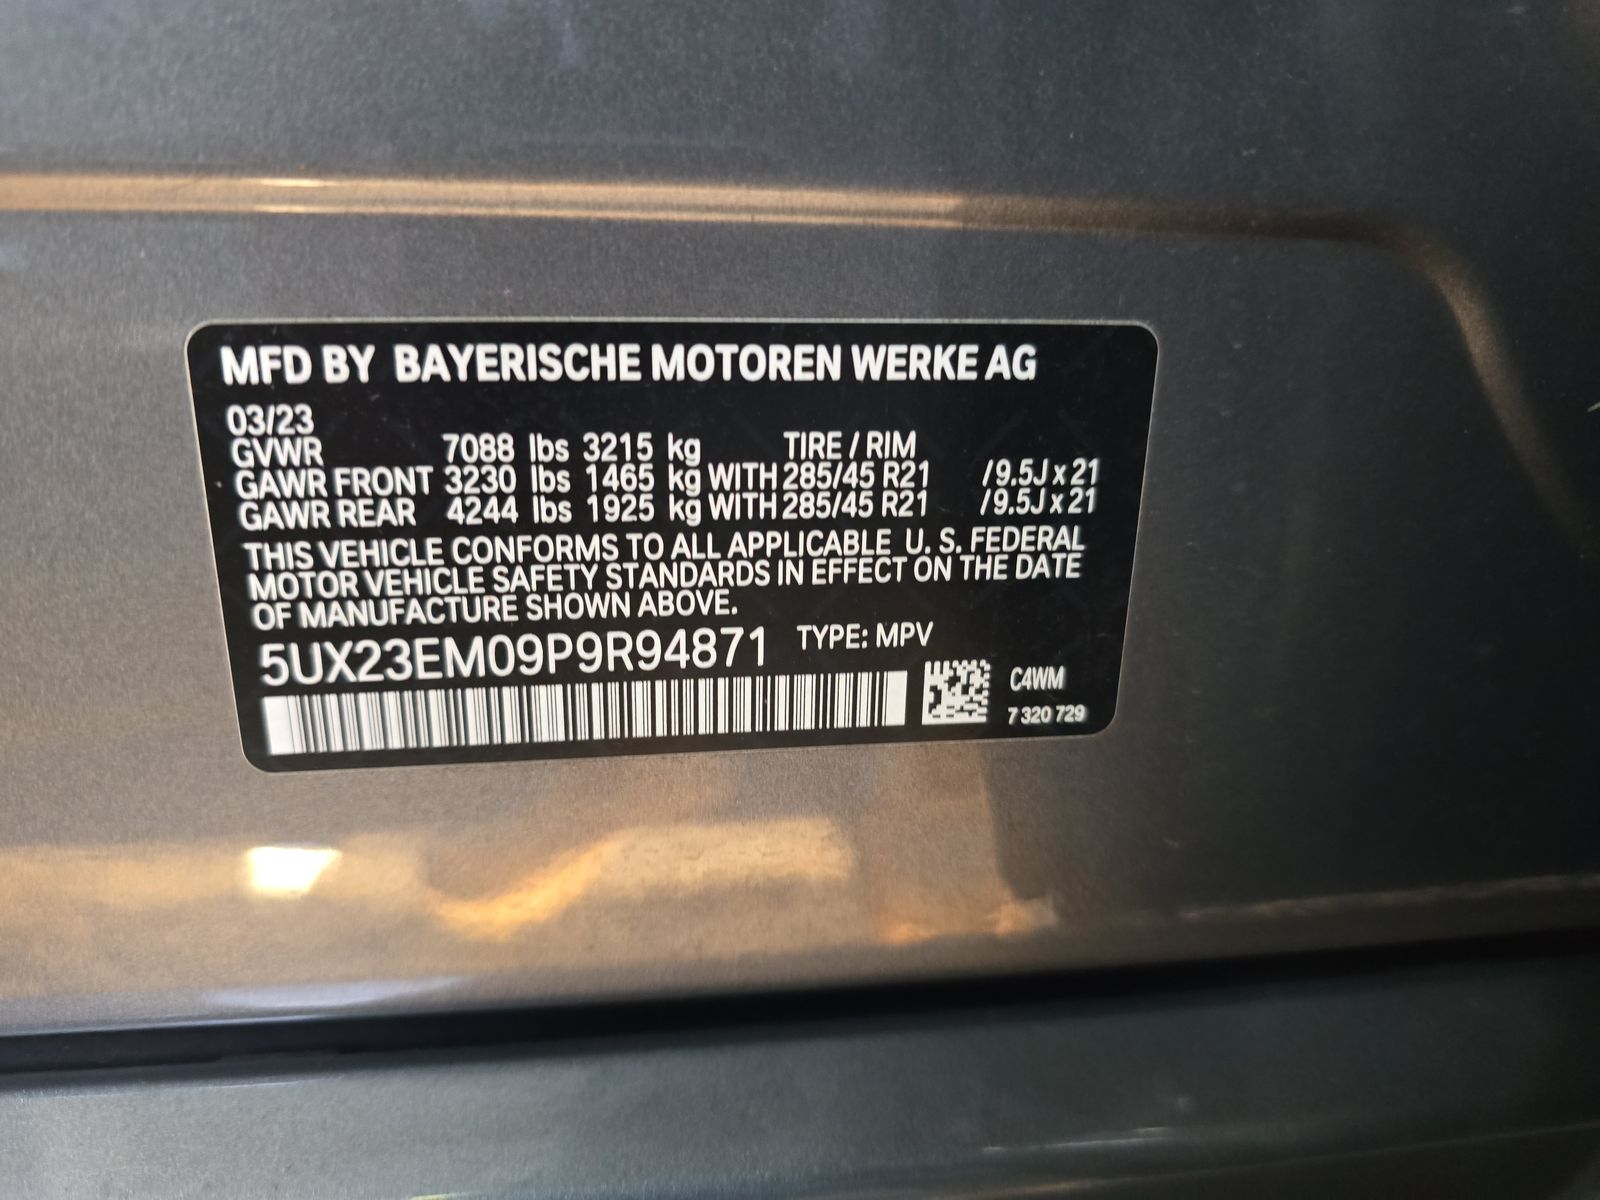 MFD BY BAYERISCHE MOTOREN WERKE AG
03/23
GVWR 7088 lbs 3215 kg TIRE / RIM
GAWR FRONT 3230 lbs 1465 kg WITH 285/45 R21 /9.5J x 21
GAWR REAR 4244 lbs 1925 kg WITH 285/45 R21 /9.5J x 21
THIS VEHICLE CONFORMS TO ALL APPLICABLE U. S. FEDERAL
MOTOR VEHICLE SAFETY STANDARDS IN EFFECT ON THE DATE
OF MANUFACTURE SHOWN ABOVE.
5UX23EM09P9R94871 TYPE: MPV
C4WM
7 320 729